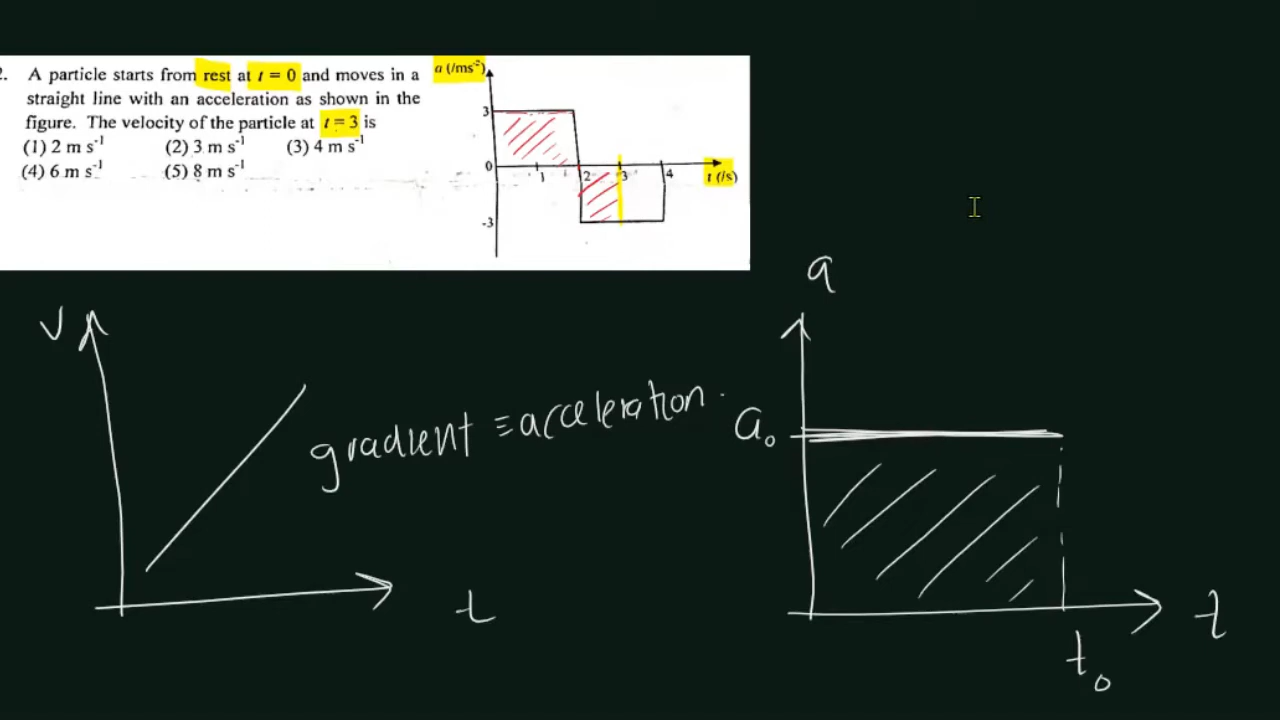 2. A particle starts from rest at t = 0 and moves in a
straight line with an acceleration as shown in the
figure. The velocity of the particle at t = 3 is
(1) 2 m s⁻¹ (2) 3 m s⁻¹ (3) 4 m s⁻¹
(4) 6 m s⁻¹ (5) 8 m s⁻¹
a (/ms⁻²)
3
0
1 2 3 4 t (/s)
-3
a
v
gradient ≡ acceleration.
a₀
t
t
t₀